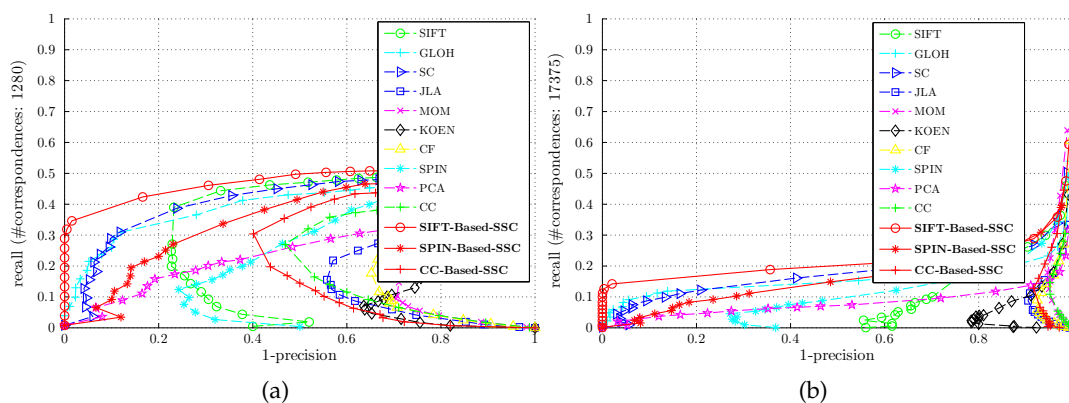 1
0.9
0.8
0.7
0.6
0.5
0.4
0.3
0.2
0.1
0
0 0.2 0.4 0.6 0.8 1
recall (#correspondences: 1280)
1-precision
SIFT
GLOH
SC
JLA
MOM
KOEN
CF
SPIN
PCA
CC
SIFT-Based-SSC
SPIN-Based-SSC
CC-Based-SSC
(a)
1
0.9
0.8
0.7
0.6
0.5
0.4
0.3
0.2
0.1
0
0 0.2 0.4 0.6 0.8
recall (#correspondences: 17375)
1-precision
SIFT
GLOH
SC
JLA
MOM
KOEN
CF
SPIN
PCA
CC
SIFT-Based-SSC
SPIN-Based-SSC
CC-Based-SSC
(b)